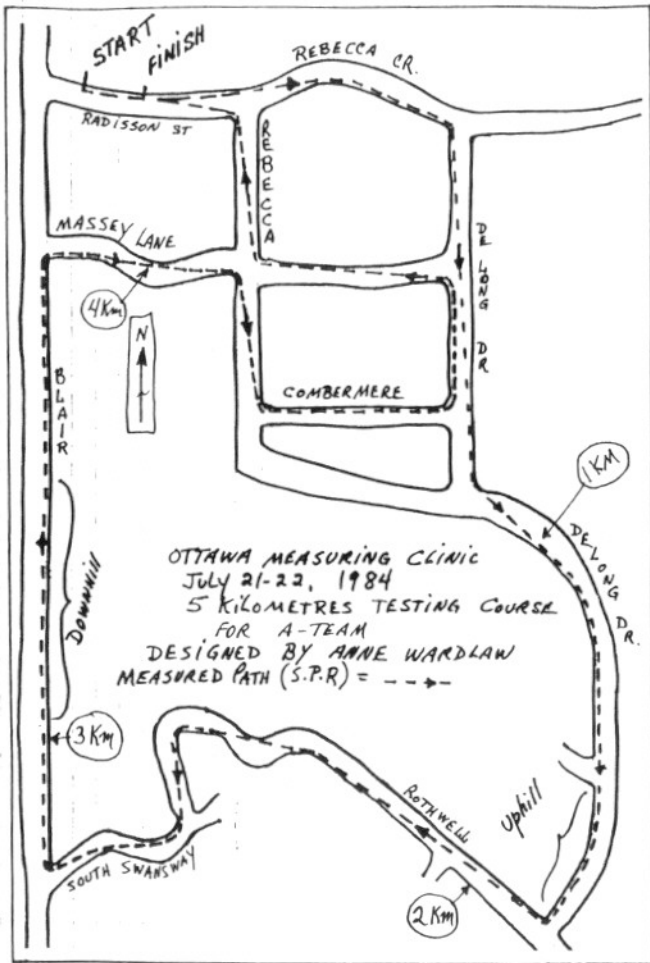 START
FINISH
REBECCA CR.
RADISSON ST
REBECCA
MASSEY LANE
DE LONG DR
4Km
N
BLAIR
COMBERMERE
1KM
DELONG DR.
OTTAWA MEASURING CLINIC
JULY 21-22, 1984
5 KILOMETRES TESTING COURSE
FOR A-TEAM
DESIGNED BY ANNE WARDLAW
MEASURED PATH (S.P.R) =
DOWNHILL
3Km
ROTHWELL
uphill
SOUTH SWANSWAY
2Km